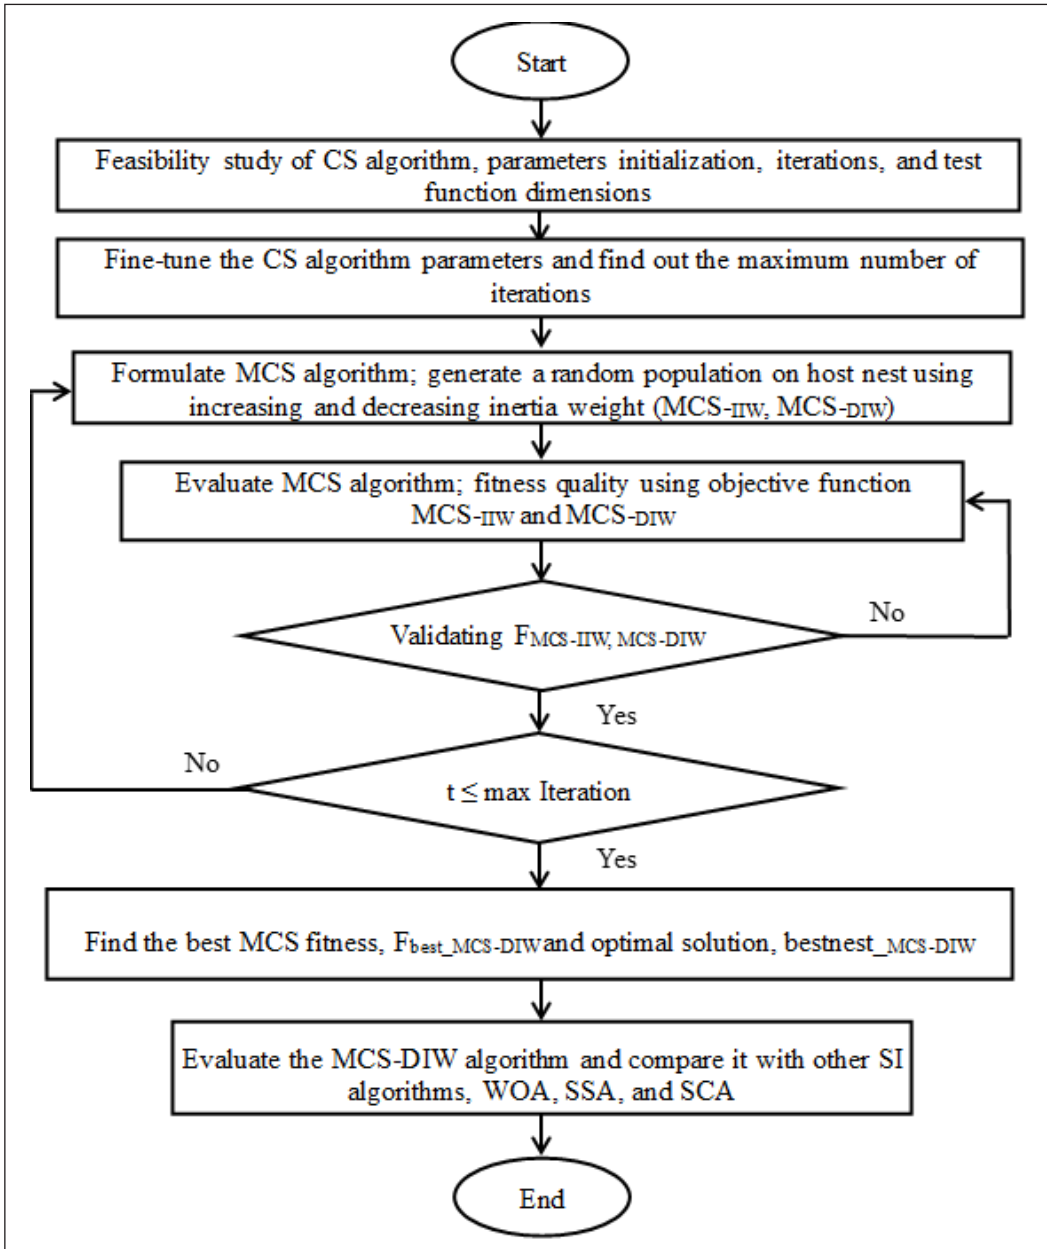 Start
Feasibility study of CS algorithm, parameters initialization, iterations, and test
function dimensions
Fine-tune the CS algorithm parameters and find out the maximum number of
iterations
Formulate MCS algorithm; generate a random population on host nest using
increasing and decreasing inertia weight (MCS-IIW, MCS-DIW)
Evaluate MCS algorithm; fitness quality using objective function
MCS-IIW and MCS-DIW
No
Validating FMCS-IIW, MCS-DIW
Yes
No
t ≤ max Iteration
Yes
Find the best MCS fitness, Fbest_MCS-DIW and optimal solution, bestnest_MCS-DIW
Evaluate the MCS-DIW algorithm and compare it with other SI
algorithms, WOA, SSA, and SCA
End